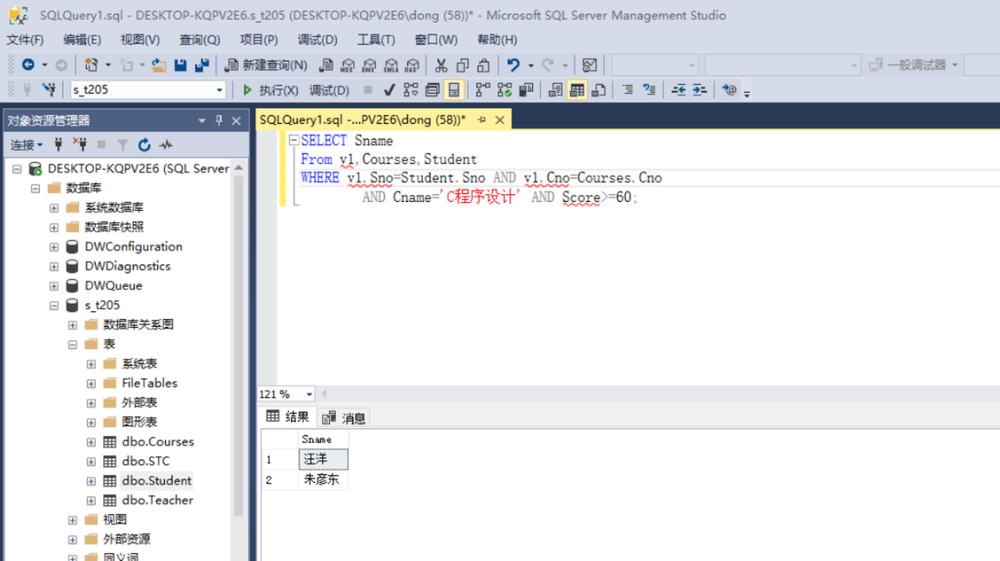 SQLQuery1.sql - DESKTOP-KQPV2E6.s_t205 (DESKTOP-KQPV2E6\dong (58))* - Microsoft SQL Server Management Studio
文件(F) 编辑(E) 视图(V) 查询(Q) 项目(P) 调试(D) 工具(T) 窗口(W) 帮助(H)
新建查询(N) MDX DMX XMLA DAX 一般调试器
s_t205 执行(X) 调试(D)
对象资源管理器
连接
DESKTOP-KQPV2E6 (SQL Server
数据库
系统数据库
数据库快照
DWConfiguration
DWDiagnostics
DWQueue
s_t205
数据库关系图
表
系统表
FileTables
外部表
图形表
dbo.Courses
dbo.STC
dbo.Student
dbo.Teacher
视图
外部资源
同义词
SQLQuery1.sql -...PV2E6\dong (58))*
SELECT Sname
From v1,Courses,Student
WHERE v1.Sno=Student.Sno AND v1.Cno=Courses.Cno
AND Cname='C程序设计' AND Score>=60;
121 %
结果 消息
Sname
1 汪洋
2 朱彦东